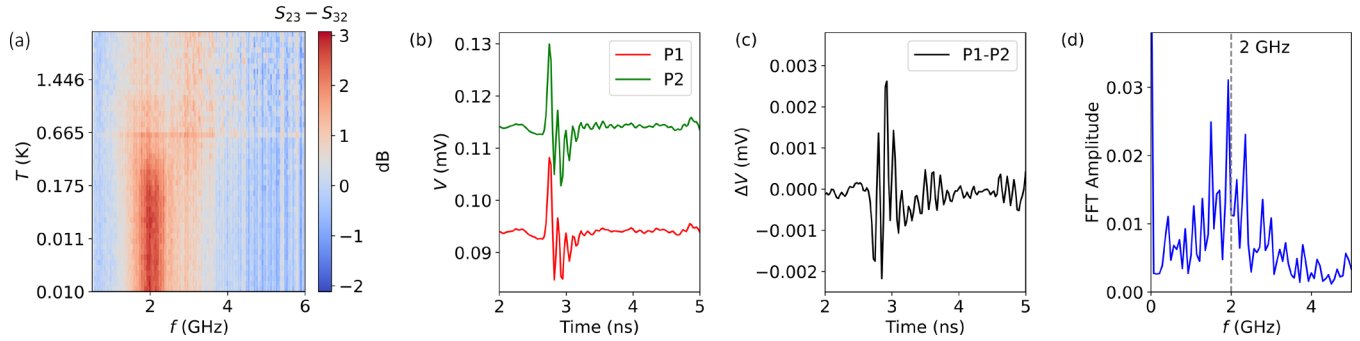 (a)
S23 − S32
T (K)
1.446
0.665
0.175
0.011
0.010
2
4
6
f (GHz)
3
2
1
0
−1
−2
dB
(b)
0.13
0.12
0.11
0.10
0.09
V (mV)
P1
P2
2
3
4
5
Time (ns)
(c)
0.003
0.002
0.001
0.000
−0.001
−0.002
ΔV (mV)
P1-P2
2
3
4
5
Time (ns)
(d)
0.03
0.02
0.01
0.00
FFT Amplitude
2 GHz
0
2
4
f (GHz)